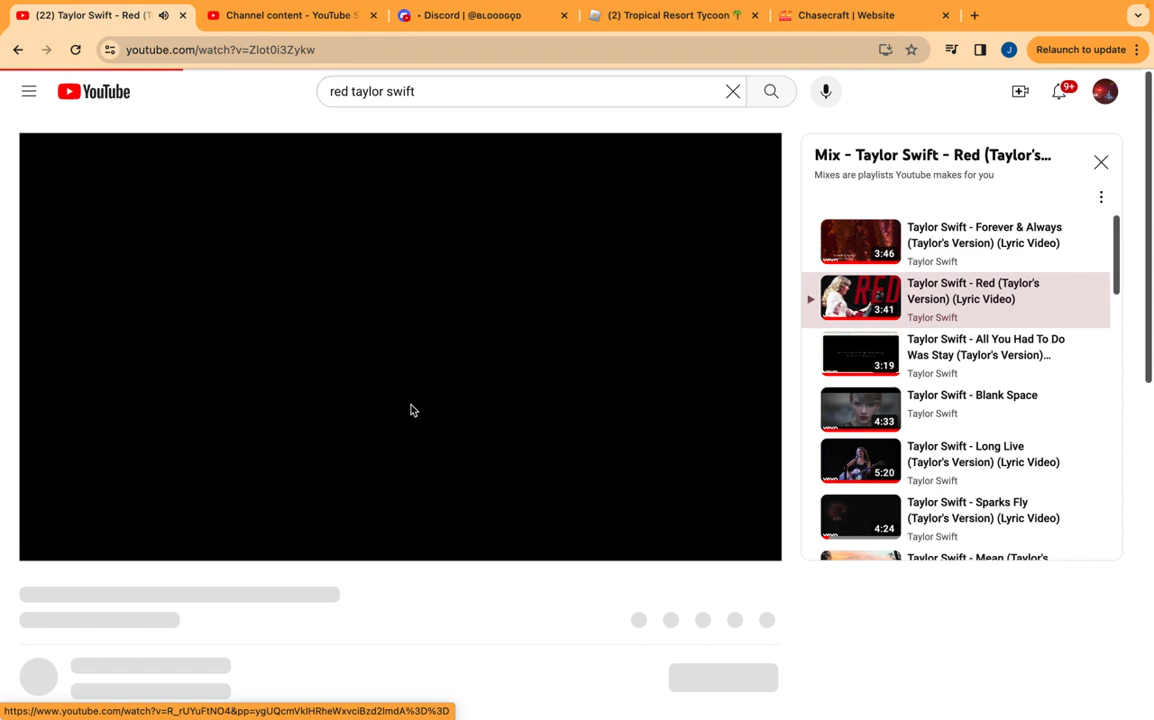 (22) Taylor Swift - Red (T
Channel content - YouTube S
• Discord | @ʙʟᴏᴏᴅɢǫᴅ
(2) Tropical Resort Tycoon 🌴
Chasecraft | Website
youtube.com/watch?v=Zlot0i3Zykw
J
Relaunch to update
YouTube
red taylor swift
9+
Mix - Taylor Swift - Red (Taylor's...
Mixes are playlists Youtube makes for you
3:46
Taylor Swift - Forever & Always
(Taylor's Version) (Lyric Video)
Taylor Swift
RED
3:41
Taylor Swift - Red (Taylor's
Version) (Lyric Video)
Taylor Swift
3:19
Taylor Swift - All You Had To Do
Was Stay (Taylor's Version)...
Taylor Swift
4:33
Taylor Swift - Blank Space
Taylor Swift
5:20
Taylor Swift - Long Live
(Taylor's Version) (Lyric Video)
Taylor Swift
4:24
Taylor Swift - Sparks Fly
(Taylor's Version) (Lyric Video)
Taylor Swift
Taylor Swift - Mean (Taylor's
https://www.youtube.com/watch?v=R_rUYuFtNO4&pp=ygUQcmVkIHRheWxvciBzd2lmdA%3D%3D